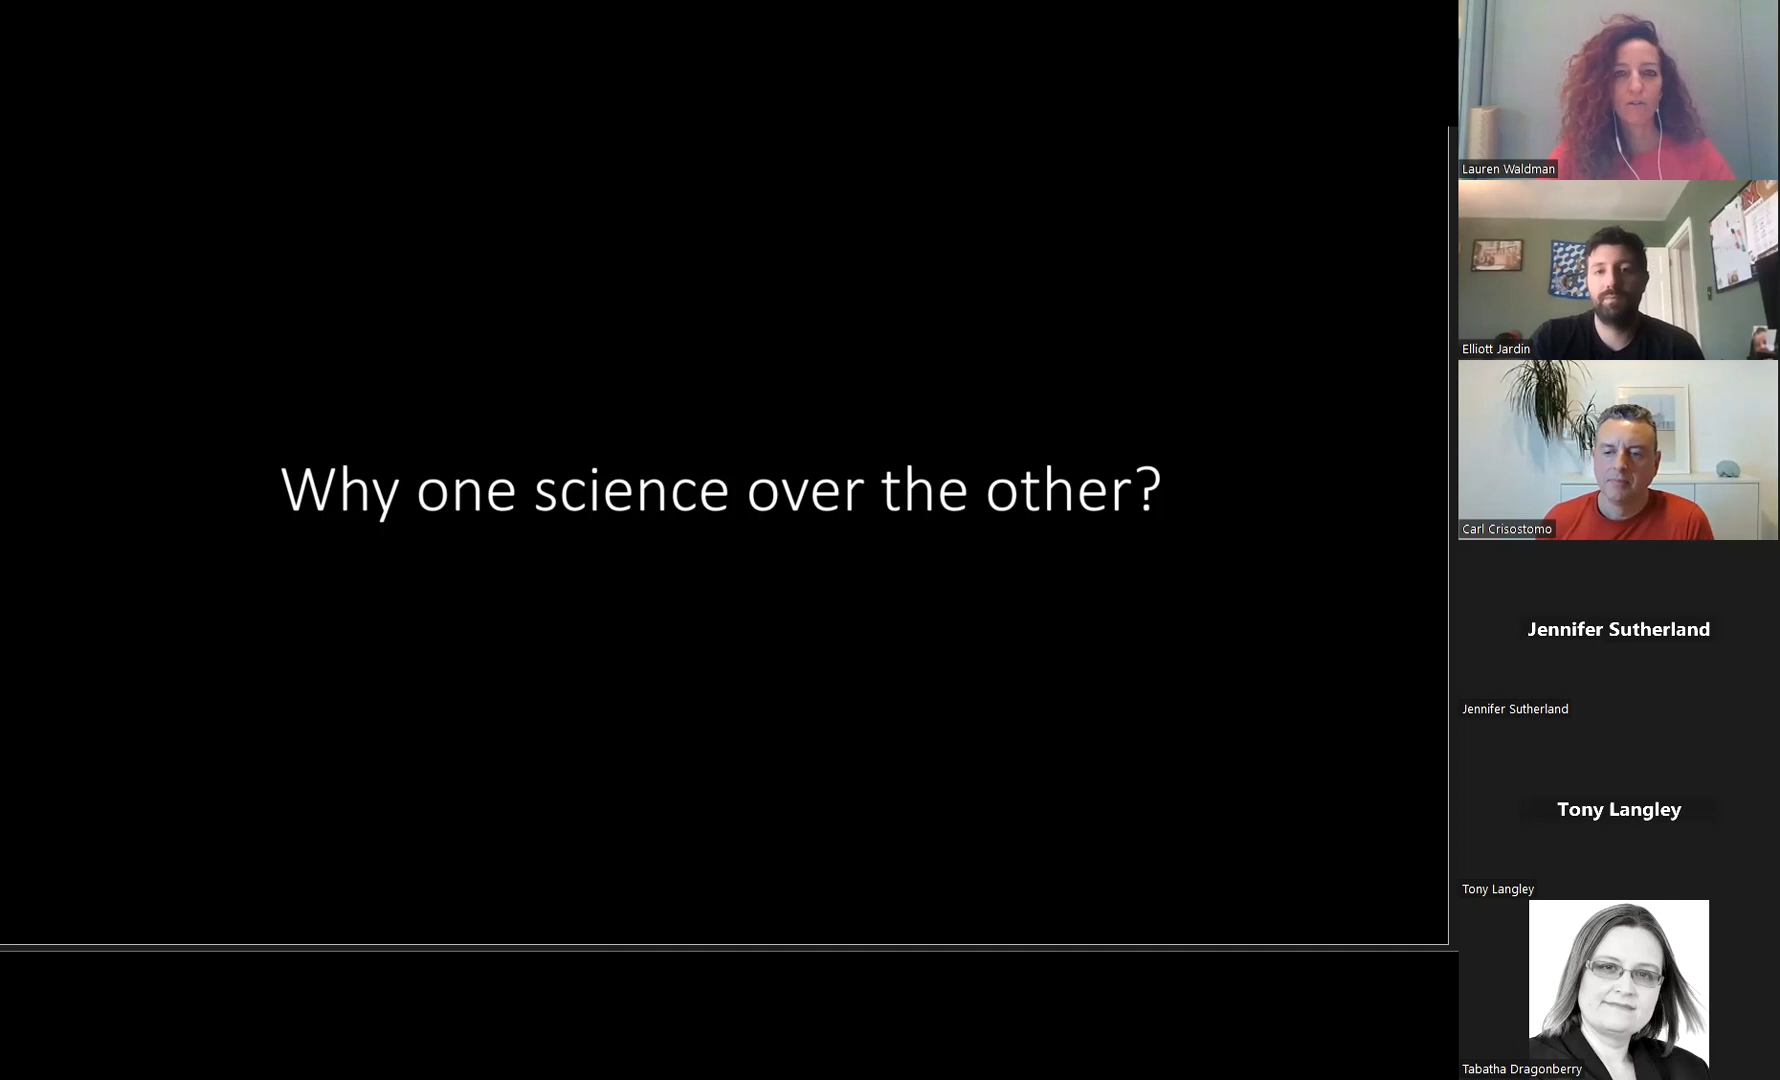 Why one science over the other?
Lauren Waldman
Elliott Jardin
Carl Crisostomo
Jennifer Sutherland
Jennifer Sutherland
Tony Langley
Tony Langley
Tabatha Dragonberry